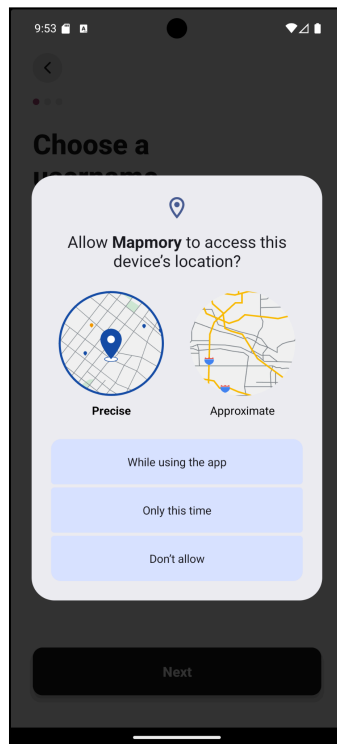 9:53
Choose a
username
Allow Mapmory to access this
device's location?
Precise
Approximate
While using the app
Only this time
Don't allow
Next